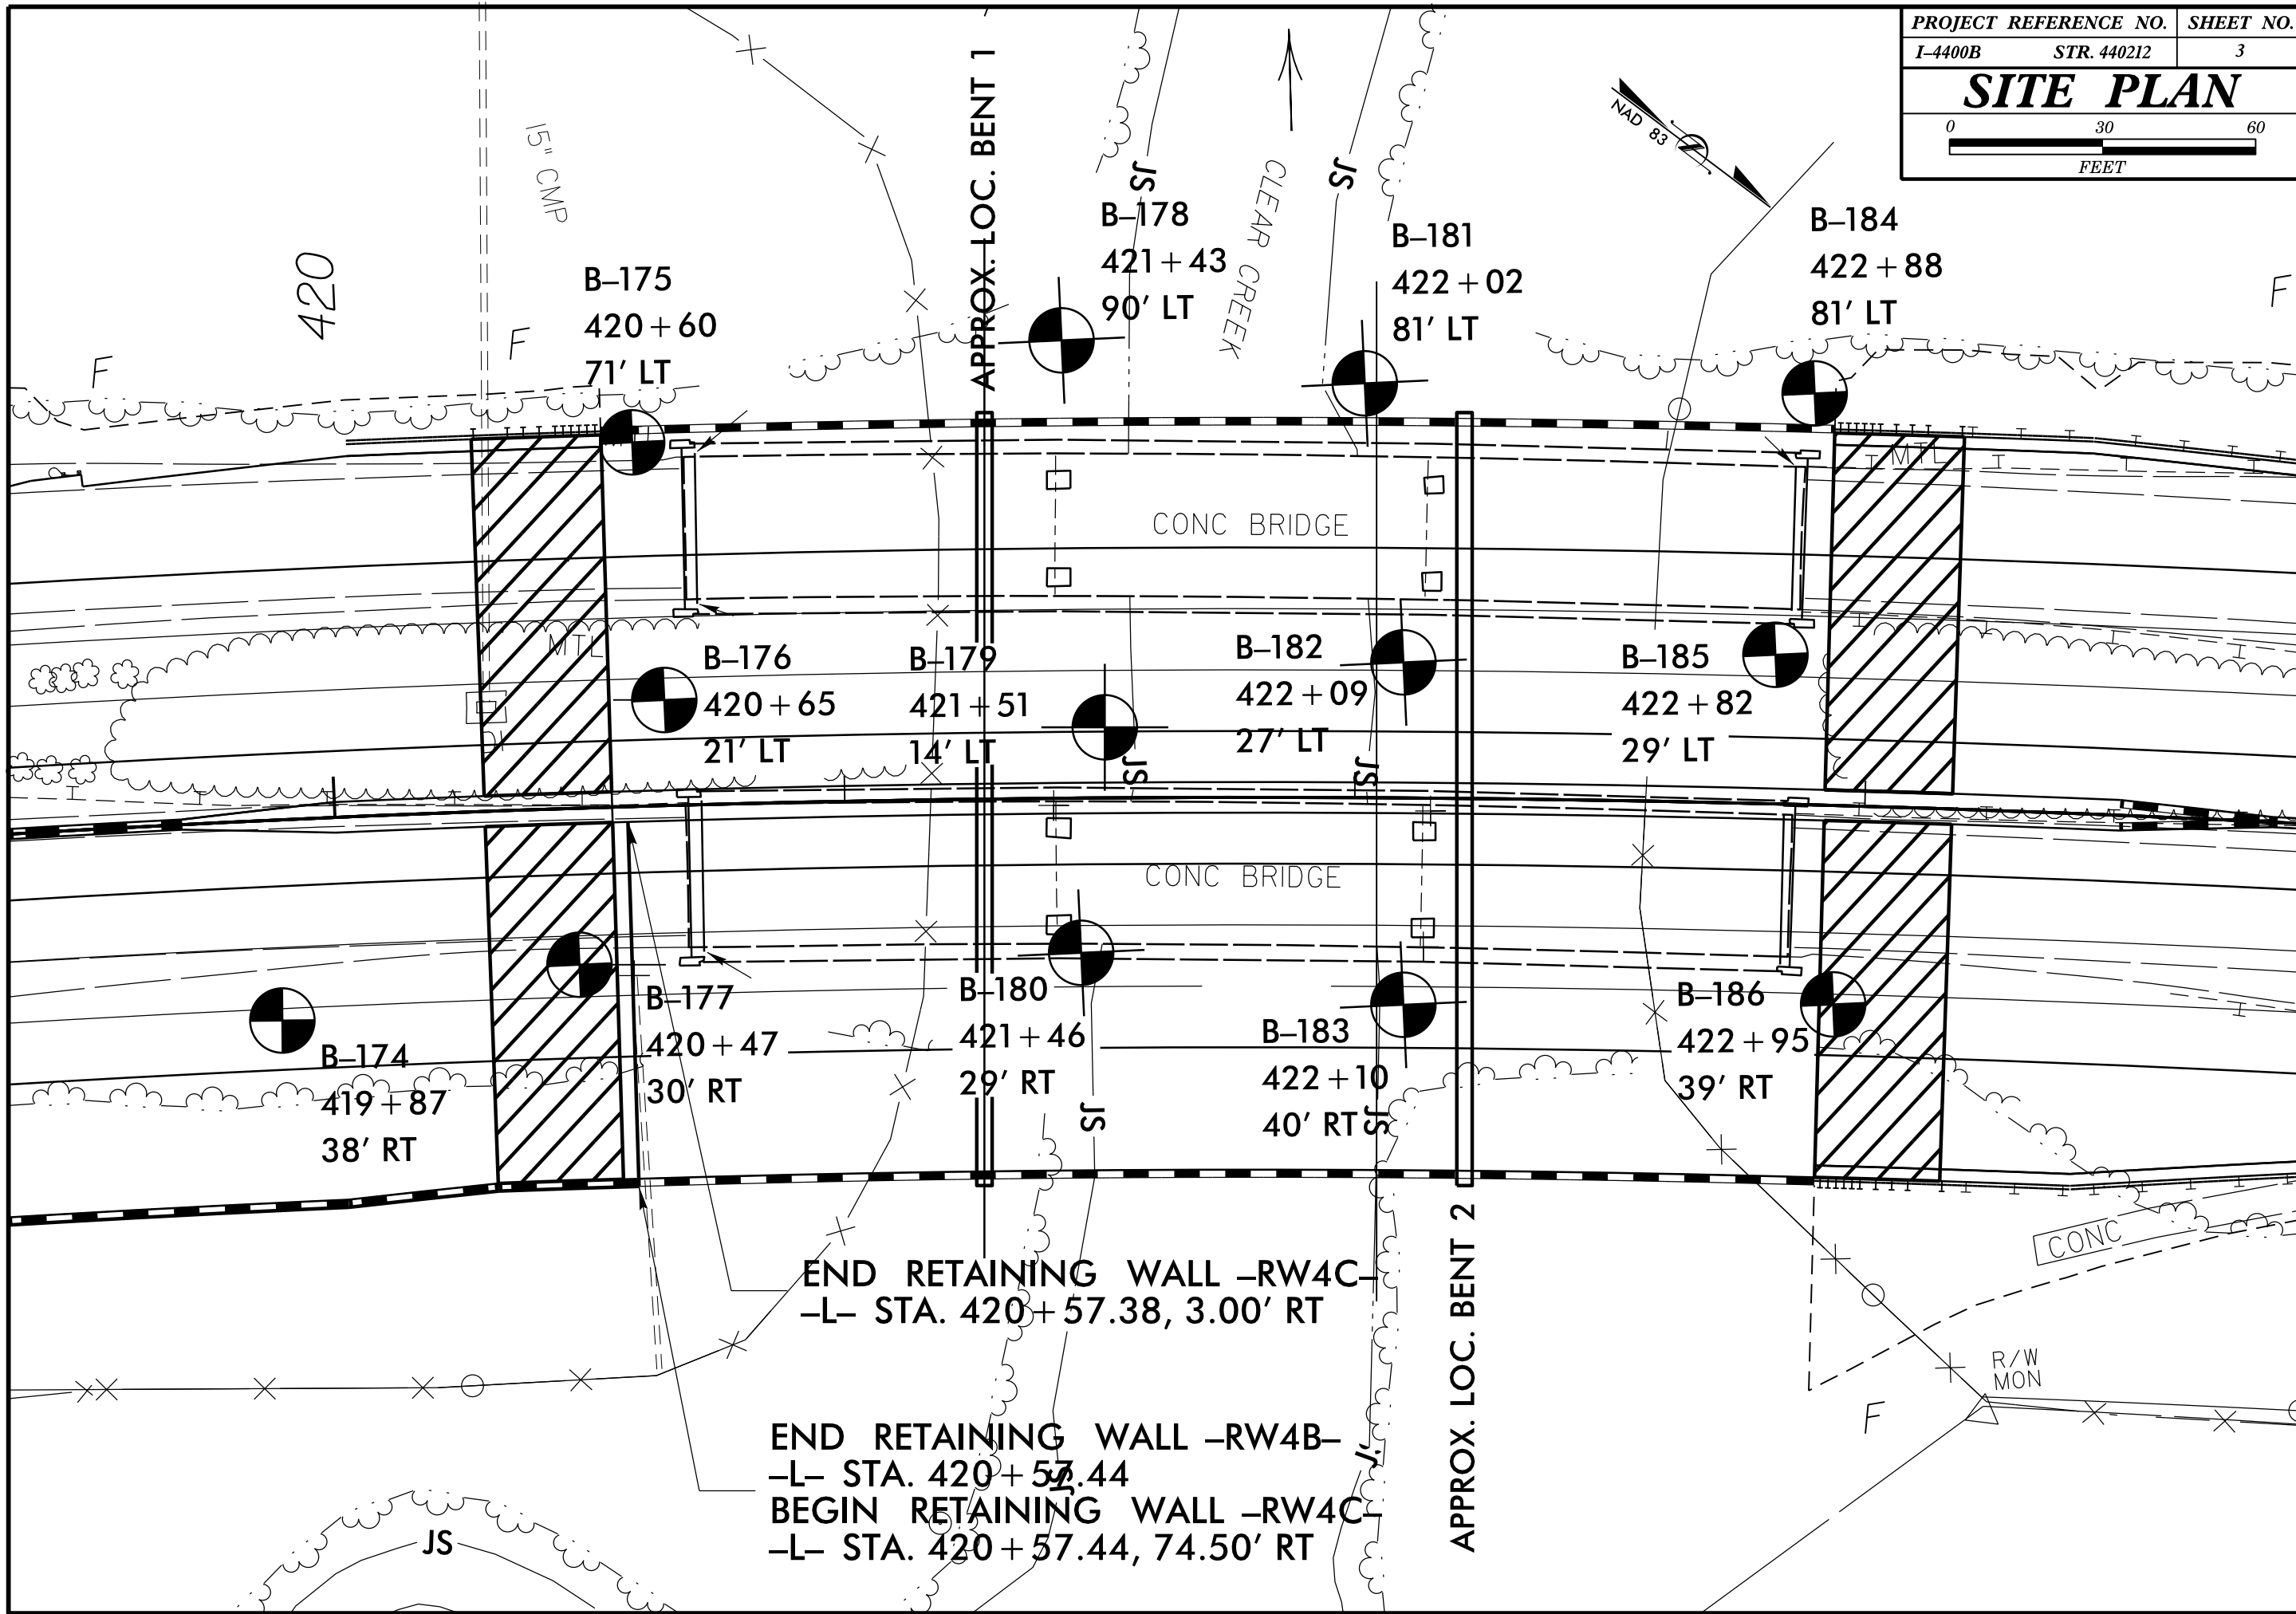 PROJECT REFERENCE NO. SHEET NO.
I–4400B STR. 440212 3
SITE PLAN
0 30 60
FEET
NAD 83
N
15" CMP
420
APPROX. LOC. BENT 1
CLEAR CREEK
JS
JS
B–178
421+43
90' LT
B–181
422+02
81' LT
B–184
422+88
81' LT
B–175
420+60
71' LT
F
F
F
MTL
CONC BRIDGE
MTL
B–176
420+65
21' LT
B–179
421+51
14' LT
B–182
422+09
27' LT
B–185
422+82
29' LT
JS
JS
CONC BRIDGE
B–174
419+87
38' RT
B–177
420+47
30' RT
B–180
421+46
29' RT
B–183
422+10
40' RT
B–186
422+95
39' RT
JS
JS
APPROX. LOC. BENT 2
CONC
END RETAINING WALL –RW4C–
–L– STA. 420+57.38, 3.00' RT
R/W
MON
F
END RETAINING WALL –RW4B–
–L– STA. 420+57.44
BEGIN RETAINING WALL –RW4C–
–L– STA. 420+57.44, 74.50' RT
JS
JS
JS